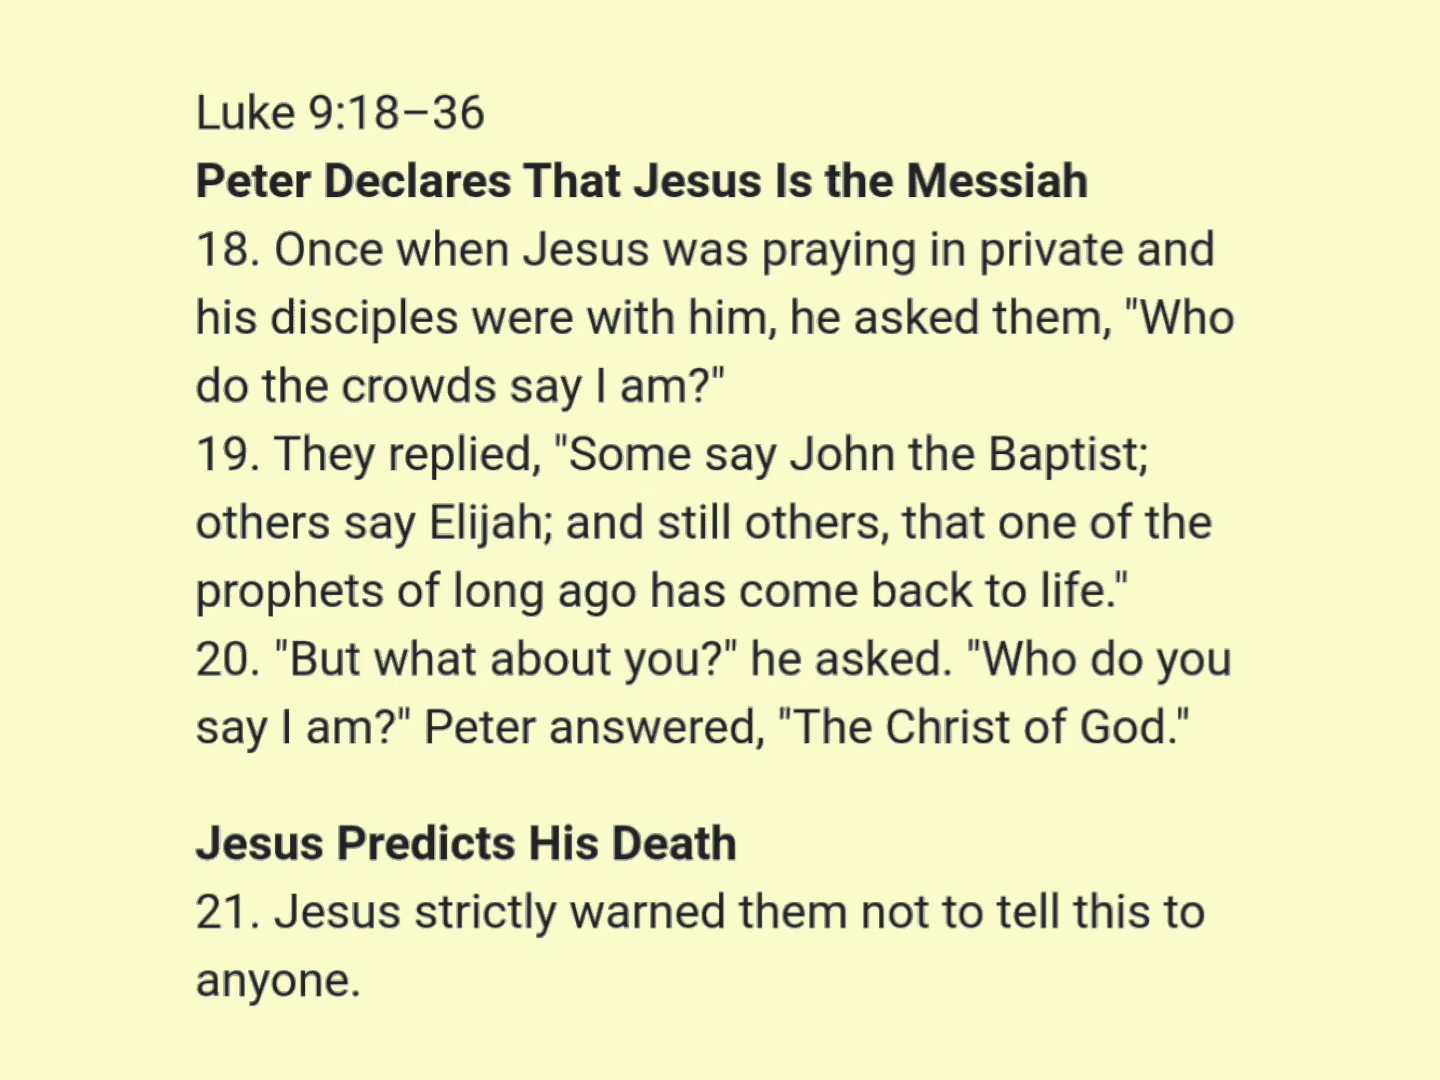 Luke 9:18–36
Peter Declares That Jesus Is the Messiah
18. Once when Jesus was praying in private and
his disciples were with him, he asked them, "Who
do the crowds say I am?"
19. They replied, "Some say John the Baptist;
others say Elijah; and still others, that one of the
prophets of long ago has come back to life."
20. "But what about you?" he asked. "Who do you
say I am?" Peter answered, "The Christ of God."
Jesus Predicts His Death
21. Jesus strictly warned them not to tell this to
anyone.